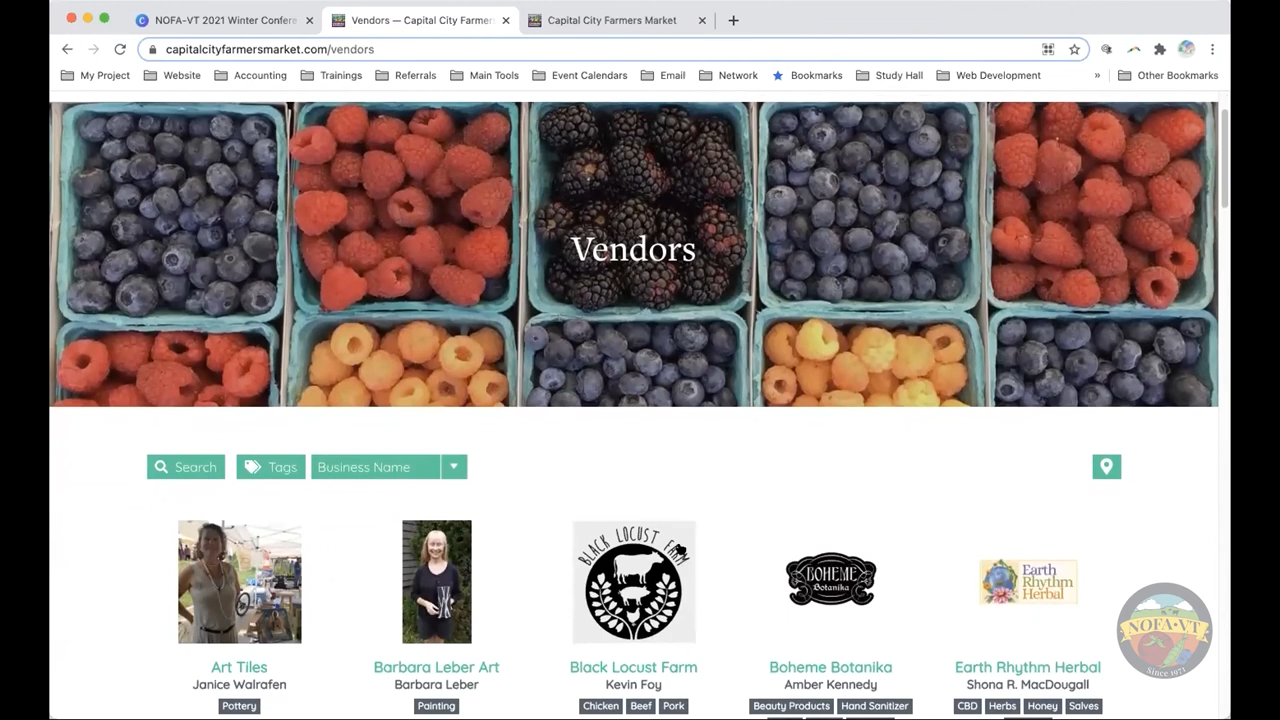 NOFA-VT 2021 Winter Confere
Vendors — Capital City Farmer
Capital City Farmers Market
capitalcityfarmersmarket.com/vendors
My Project
Website
Accounting
Trainings
Referrals
Main Tools
Event Calendars
Email
Network
Bookmarks
Study Hall
Web Development
»
Other Bookmarks
Vendors
Search
Tags
Business Name
BLACK LOCUST FARM
BOHEME
Botanika
Earth
Rhythm
Herbal
NOFA•VT
Since 1971
Art Tiles
Barbara Leber Art
Black Locust Farm
Boheme Botanika
Earth Rhythm Herbal
Janice Walrafen
Barbara Leber
Kevin Foy
Amber Kennedy
Shona R. MacDougall
Pottery
Painting
Chicken Beef Pork
Beauty Products Hand Sanitizer
CBD Herbs Honey Salves